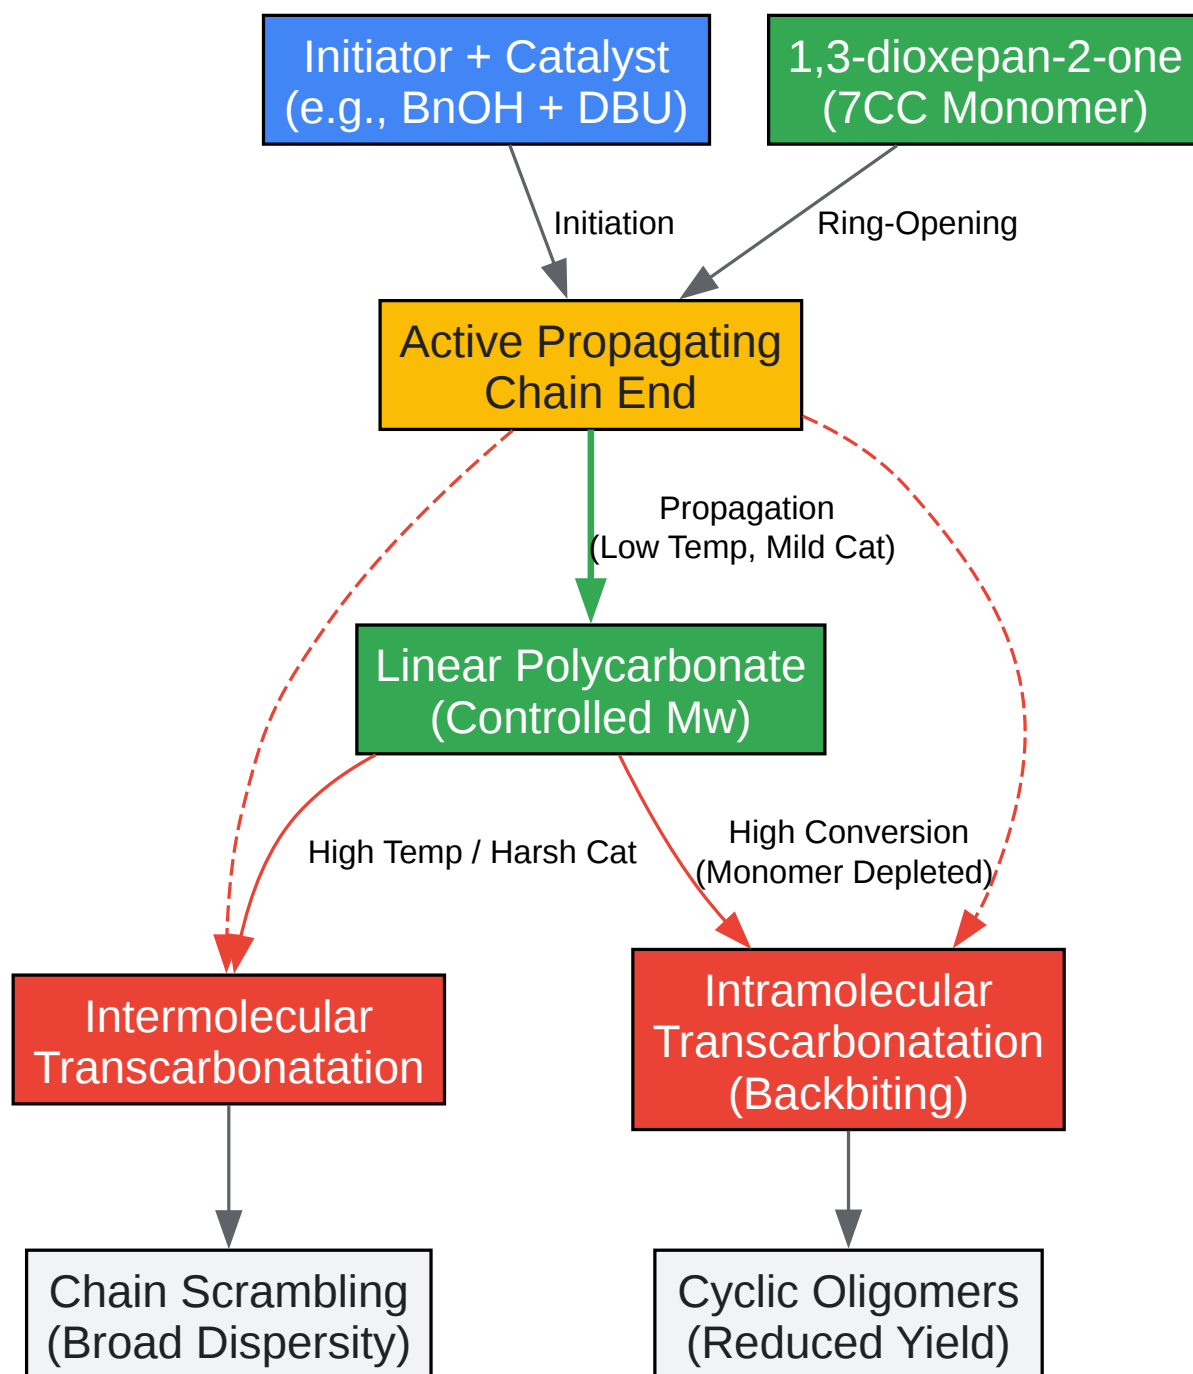 Initiator + Catalyst
(e.g., BnOH + DBU)
1,3-dioxepan-2-one
(7CC Monomer)
Initiation
Ring-Opening
Active Propagating
Chain End
Propagation
(Low Temp, Mild Cat)
Linear Polycarbonate
(Controlled Mw)
High Temp / Harsh Cat
High Conversion
(Monomer Depleted)
Intermolecular
Transcarbonatation
Intramolecular
Transcarbonatation
(Backbiting)
Chain Scrambling
(Broad Dispersity)
Cyclic Oligomers
(Reduced Yield)